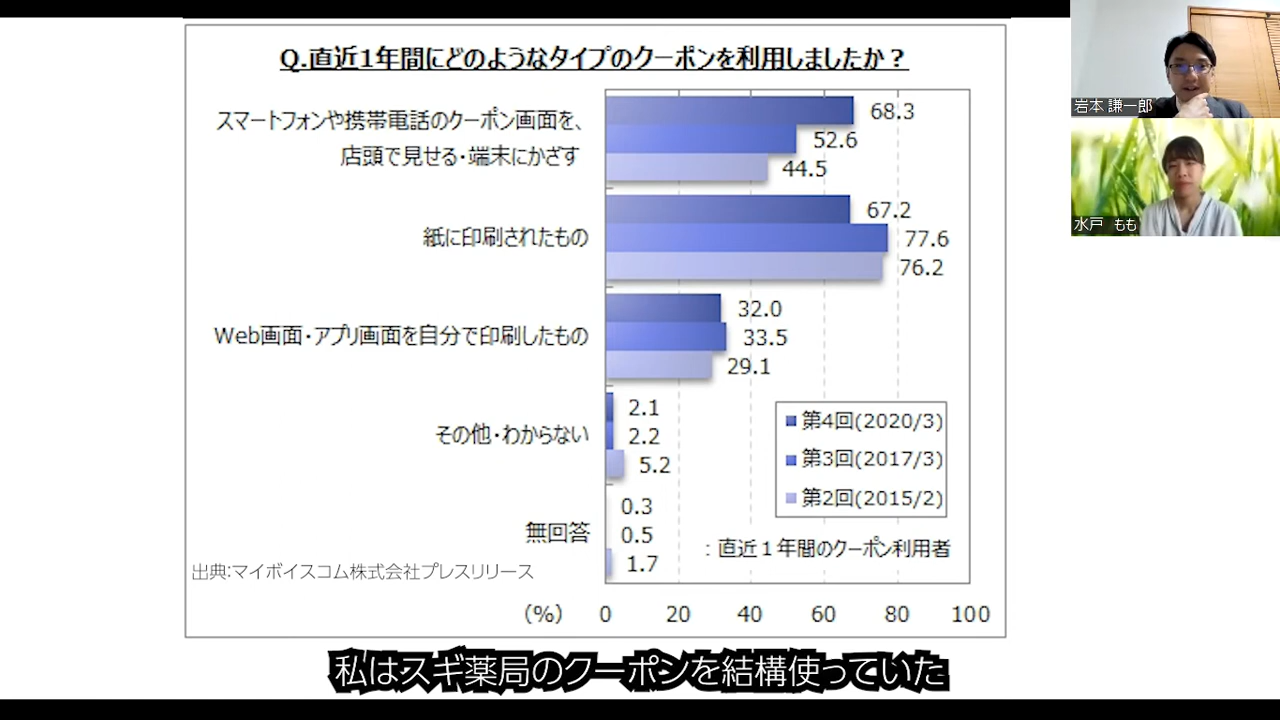 Q.直近1年間にどのようなタイプのクーポンを利用しましたか？
スマートフォンや携帯電話のクーポン画面を、
店頭で見せる・端末にかざす
68.3
52.6
44.5
紙に印刷されたもの
67.2
77.6
76.2
Web画面・アプリ画面を自分で印刷したもの
32.0
33.5
29.1
その他・わからない
2.1
2.2
5.2
無回答
0.3
0.5
1.7
第4回(2020/3)
第3回(2017/3)
第2回(2015/2)
：直近１年間のクーポン利用者
出典:マイボイスコム株式会社プレスリリース
(%) 0 20 40 60 80 100
岩本 謙一郎
水戸 もも
私はスギ薬局のクーポンを結構使っていた